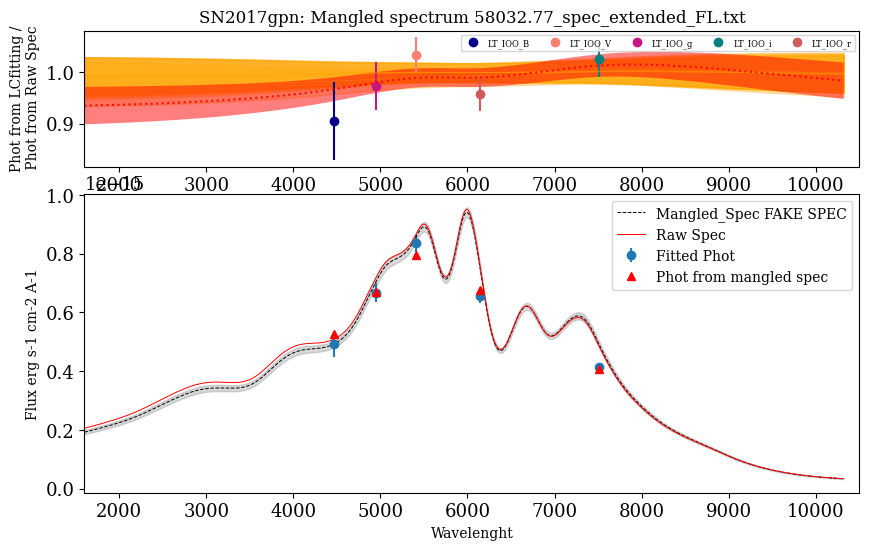 SN2017gpn: Mangled spectrum 58032.77_spec_extended_FL.txt
Phot from LCfitting /
Phot from Raw Spec
LT_IOO_B LT_IOO_V LT_IOO_g LT_IOO_i LT_IOO_r
1.0
0.9
2000 3000 4000 5000 6000 7000 8000 9000 10000
1e−15
Flux erg s-1 cm-2 A-1
1.0
0.8
0.6
0.4
0.2
0.0
Mangled_Spec FAKE SPEC
Raw Spec
Fitted Phot
Phot from mangled spec
2000 3000 4000 5000 6000 7000 8000 9000 10000
Wavelenght